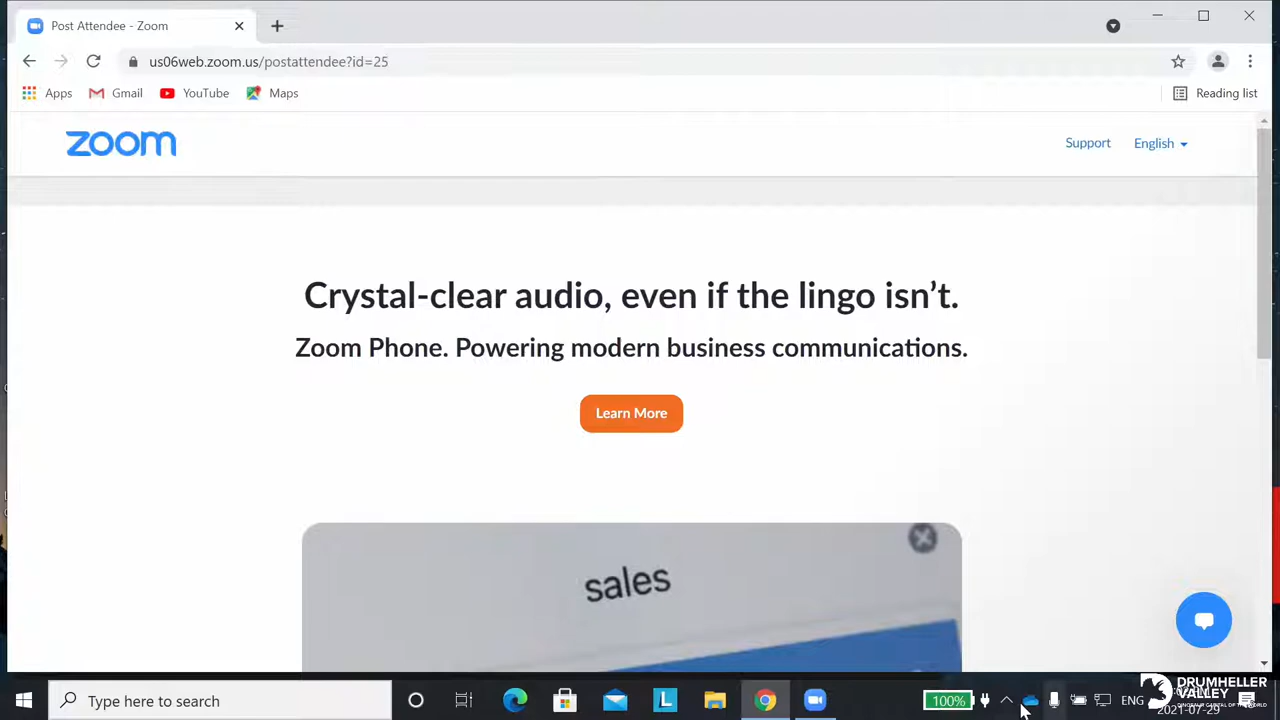 Post Attendee - Zoom
us06web.zoom.us/postattendee?id=25
Apps Gmail YouTube Maps Reading list
zoom Support English
Crystal-clear audio, even if the lingo isn’t.
Zoom Phone. Powering modern business communications.
Learn More
sales
Type here to search
L
100%
ENG
DRUMHELLER
VALLEY
2021-07-29